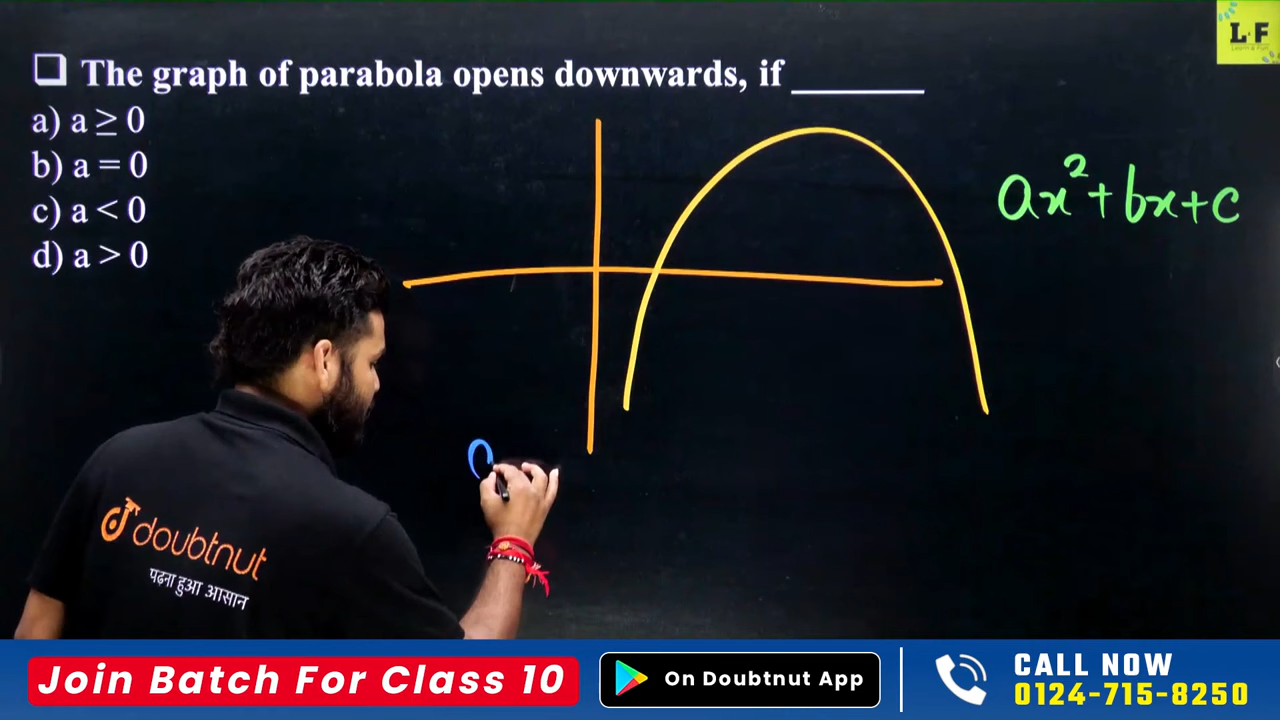 L·F
The graph of parabola opens downwards, if ________
a) a ≥ 0
b) a = 0
c) a < 0
d) a > 0
ax²+bx+c
doubtnut
पढ़ना हुआ आसान
Join Batch For Class 10
On Doubtnut App
CALL NOW
0124-715-8250